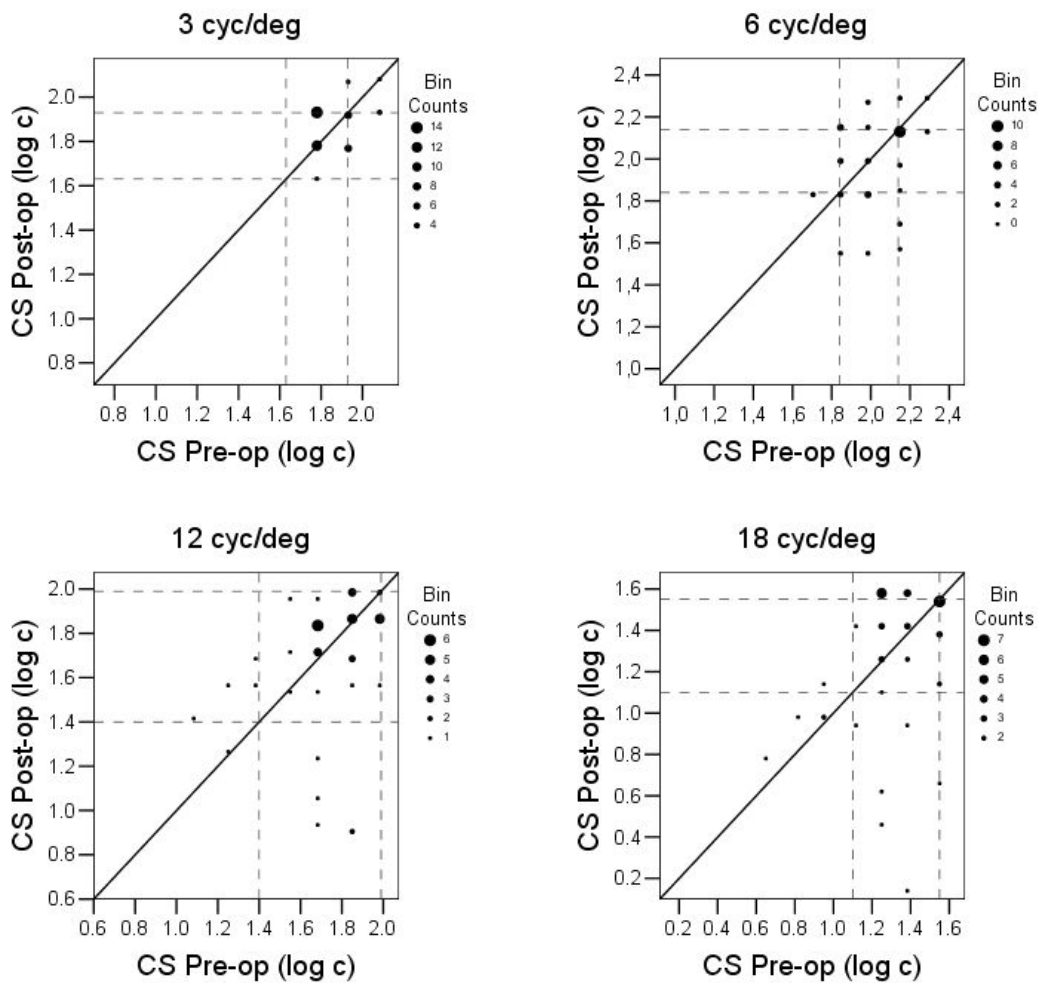 3 cyc/deg
CS Post-op (log c)
2.0
1.8
1.6
1.4
1.2
1.0
0.8
0.8 1.0 1.2 1.4 1.6 1.8 2.0
CS Pre-op (log c)
Bin
Counts
14
12
10
8
6
4
6 cyc/deg
CS Post-op (log c)
2,4
2,2
2,0
1,8
1,6
1,4
1,2
1,0
1,0 1,2 1,4 1,6 1,8 2,0 2,2 2,4
CS Pre-op (log c)
Bin
Counts
10
8
6
4
2
0
12 cyc/deg
CS Post-op (log c)
2.0
1.8
1.6
1.4
1.2
1.0
0.8
0.6
0.6 0.8 1.0 1.2 1.4 1.6 1.8 2.0
CS Pre-op (log c)
Bin
Counts
6
5
4
3
2
1
18 cyc/deg
CS Post-op (log c)
1.6
1.4
1.2
1.0
0.8
0.6
0.4
0.2
0.2 0.4 0.6 0.8 1.0 1.2 1.4 1.6
CS Pre-op (log c)
Bin
Counts
7
6
5
4
3
2